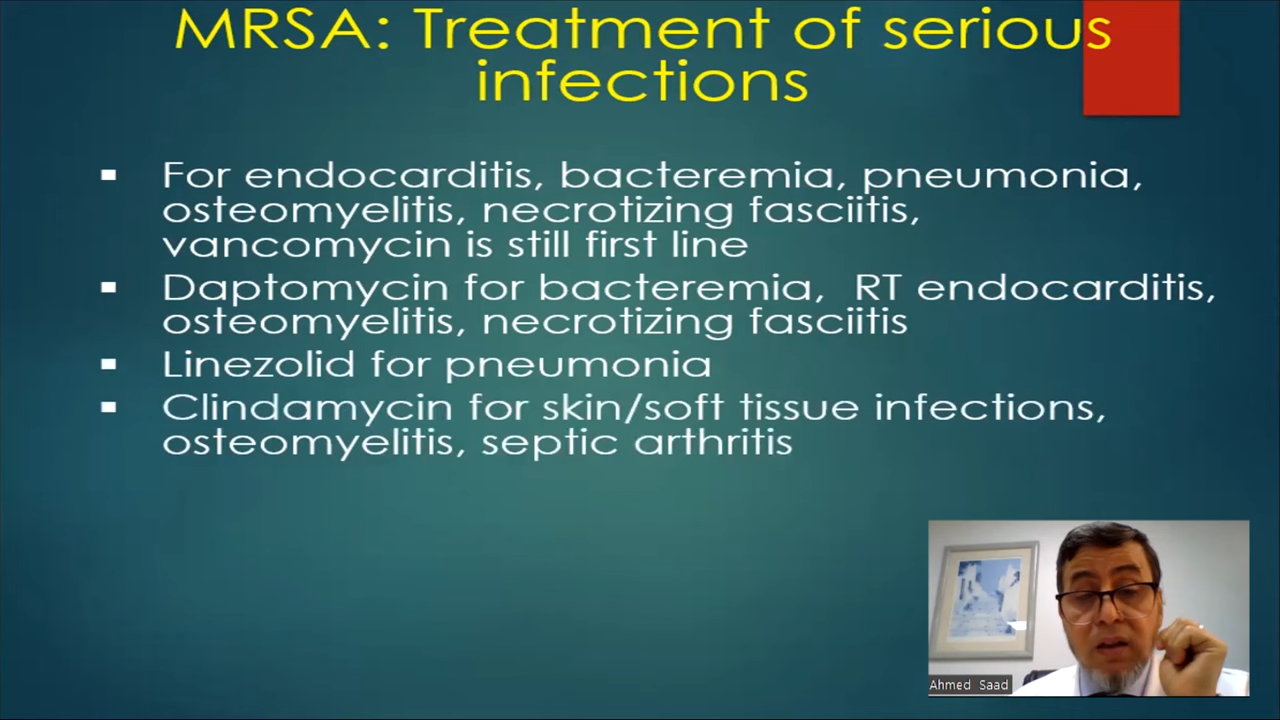 MRSA: Treatment of serious
infections
▪ For endocarditis, bacteremia, pneumonia,
osteomyelitis, necrotizing fasciitis,
vancomycin is still first line
▪ Daptomycin for bacteremia, RT endocarditis,
osteomyelitis, necrotizing fasciitis
▪ Linezolid for pneumonia
▪ Clindamycin for skin/soft tissue infections,
osteomyelitis, septic arthritis
Ahmed Saad